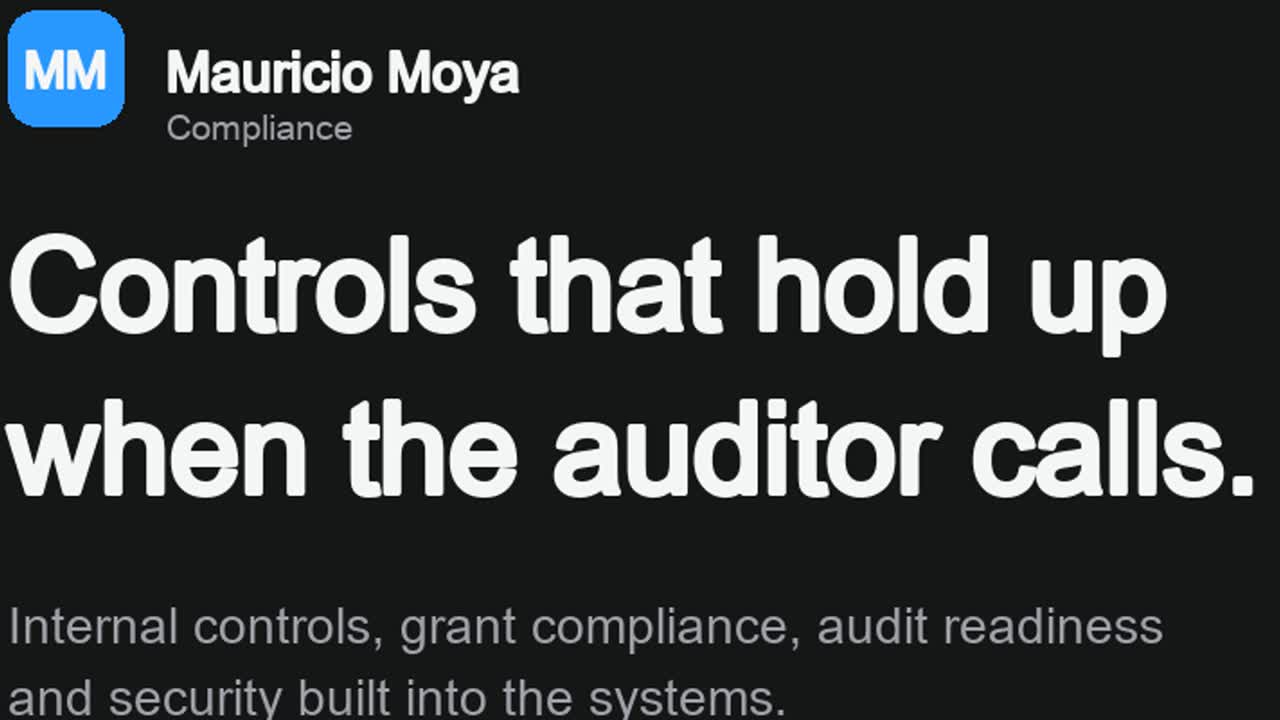 MM
Mauricio Moya
Compliance
Controls that hold up
when the auditor calls.
Internal controls, grant compliance, audit readiness
and security built into the systems.